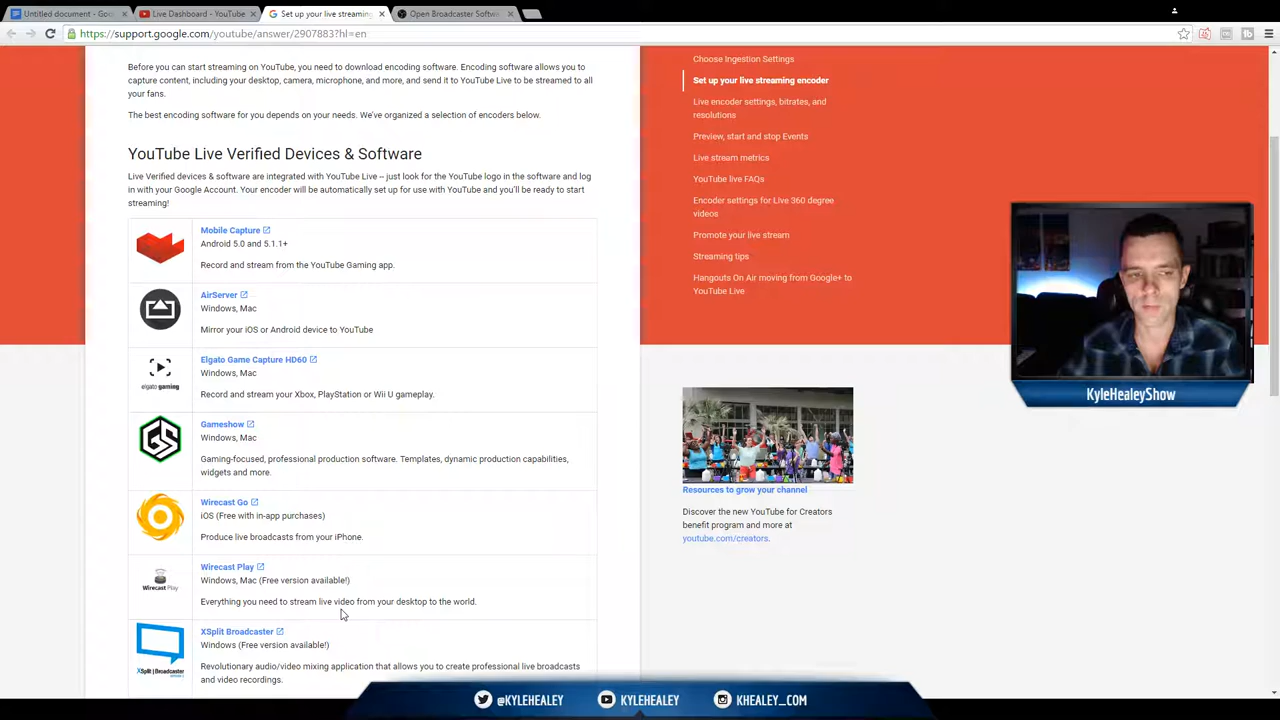 Untitled document - Goo
Live Dashboard - YouTube
Set up your live streaming
Open Broadcaster Softwa
https://support.google.com/youtube/answer/2907883?hl=en
Before you can start streaming on YouTube, you need to download encoding software. Encoding software allows you to
capture content, including your desktop, camera, microphone, and more, and send it to YouTube Live to be streamed to all
your fans.
The best encoding software for you depends on your needs. We've organized a selection of encoders below.
YouTube Live Verified Devices & Software
Live Verified devices & software are integrated with YouTube Live -- just look for the YouTube logo in the software and log
in with your Google Account. Your encoder will be automatically set up for use with YouTube and you'll be ready to start
streaming!
Mobile Capture
Android 5.0 and 5.1.1+
Record and stream from the YouTube Gaming app.
AirServer
Windows, Mac
Mirror your iOS or Android device to YouTube
elgato gaming
Elgato Game Capture HD60
Windows, Mac
Record and stream your Xbox, PlayStation or Wii U gameplay.
GS
Gameshow
Windows, Mac
Gaming-focused, professional production software. Templates, dynamic production capabilities,
widgets and more.
Wirecast Go
iOS (Free with in-app purchases)
Produce live broadcasts from your iPhone.
Wirecast Play
Wirecast Play
Windows, Mac (Free version available!)
Everything you need to stream live video from your desktop to the world.
XSplit | Broadcaster
XSplit Broadcaster
Windows (Free version available!)
Revolutionary audio/video mixing application that allows you to create professional live broadcasts
and video recordings.
Choose Ingestion Settings
Set up your live streaming encoder
Live encoder settings, bitrates, and
resolutions
Preview, start and stop Events
Live stream metrics
YouTube live FAQs
Encoder settings for Live 360 degree
videos
Promote your live stream
Streaming tips
Hangouts On Air moving from Google+ to
YouTube Live
Resources to grow your channel
Discover the new YouTube for Creators
benefit program and more at
youtube.com/creators.
KyleHealeyShow
@KYLEHEALEY
KYLEHEALEY
KHEALEY_COM